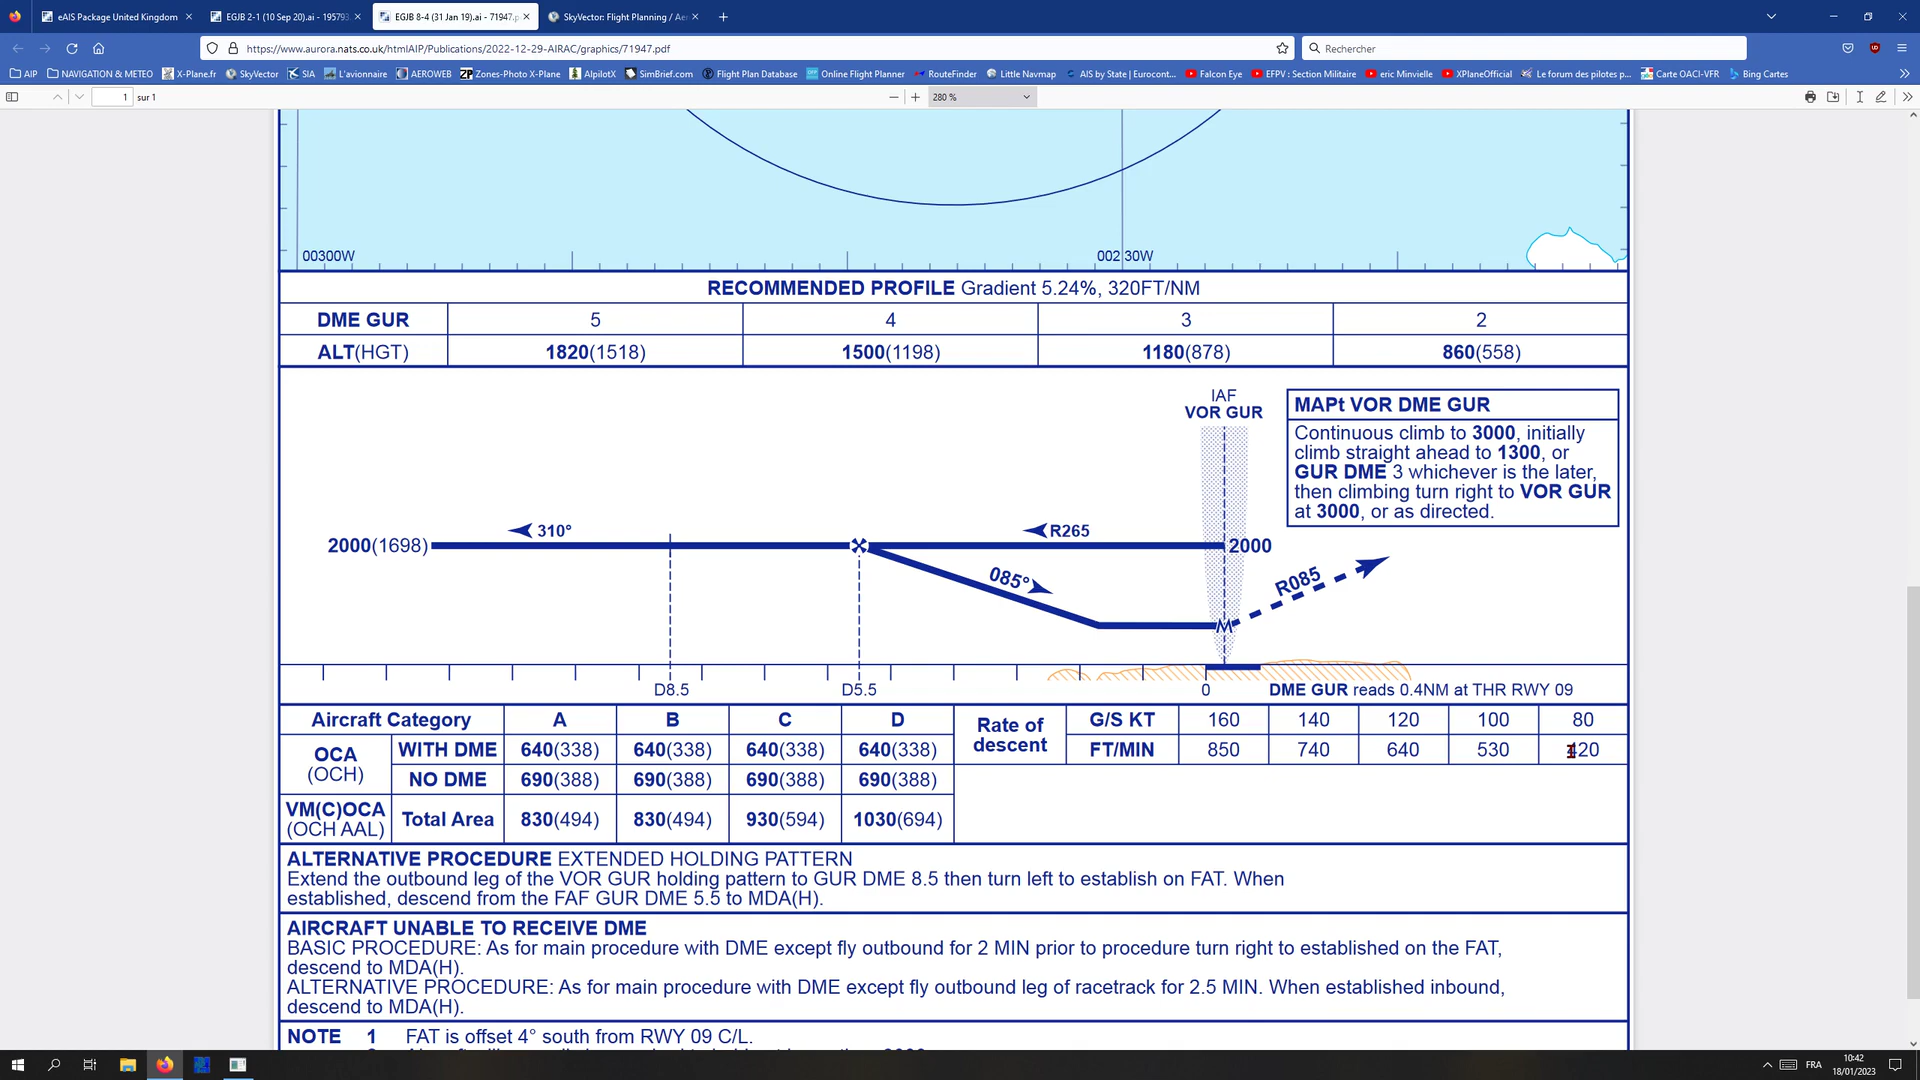 eAIS Package United Kingdom
EGJB 2-1 (10 Sep 20).ai - 195793
EGJB 8-4 (31 Jan 19).ai - 71947.p
SkyVector: Flight Planning / Aer
https://www.aurora.nats.co.uk/htmlAIP/Publications/2022-12-29-AIRAC/graphics/71947.pdf
Rechercher
AIP
NAVIGATION & METEO
X-Plane.fr
SkyVector
SIA
L'avionnaire
AEROWEB
Zones-Photo X-Plane
AlpilotX
SimBrief.com
Flight Plan Database
Online Flight Planner
RouteFinder
Little Navmap
AIS by State | Eurocont...
Falcon Eye
EFPV : Section Militaire
eric Minvielle
XPlaneOfficial
Le forum des pilotes p...
Carte OACI-VFR
Bing Cartes
1 sur 1
280 %
00300W
00230W
RECOMMENDED PROFILE Gradient 5.24%, 320FT/NM
DME GUR 5 4 3 2
ALT(HGT) 1820(1518) 1500(1198) 1180(878) 860(558)
IAF
VOR GUR
MAPt VOR DME GUR
Continuous climb to 3000, initially
climb straight ahead to 1300, or
GUR DME 3 whichever is the later,
then climbing turn right to VOR GUR
at 3000, or as directed.
310°
R265
2000(1698)
2000
085°
R085
D8.5
D5.5
0
DME GUR reads 0.4NM at THR RWY 09
Aircraft Category A B C D
OCA
(OCH)
WITH DME 640(338) 640(338) 640(338) 640(338)
NO DME 690(388) 690(388) 690(388) 690(388)
VM(C)OCA
(OCH AAL)
Total Area 830(494) 830(494) 930(594) 1030(694)
Rate of
descent
G/S KT 160 140 120 100 80
FT/MIN 850 740 640 530 420
ALTERNATIVE PROCEDURE EXTENDED HOLDING PATTERN
Extend the outbound leg of the VOR GUR holding pattern to GUR DME 8.5 then turn left to establish on FAT. When
established, descend from the FAF GUR DME 5.5 to MDA(H).
AIRCRAFT UNABLE TO RECEIVE DME
BASIC PROCEDURE: As for main procedure with DME except fly outbound for 2 MIN prior to procedure turn right to established on the FAT,
descend to MDA(H).
ALTERNATIVE PROCEDURE: As for main procedure with DME except fly outbound leg of racetrack for 2.5 MIN. When established inbound,
descend to MDA(H).
NOTE 1 FAT is offset 4° south from RWY 09 C/L.
FRA
10:42
18/01/2023